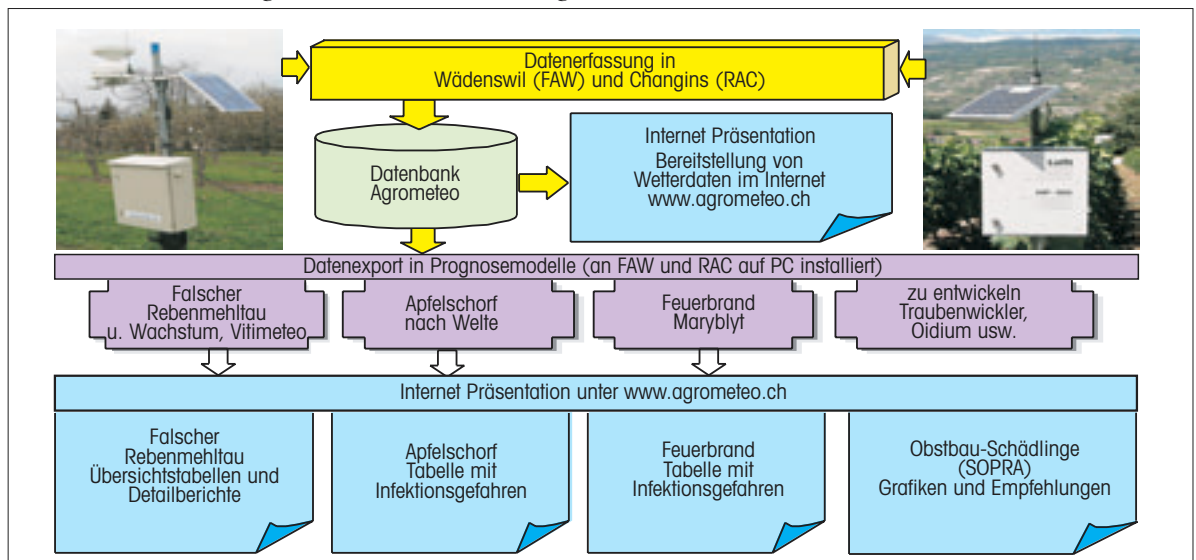 Datenerfassung in
Wädenswil (FAW) und Changins (RAC)
Datenbank
Agrometeo
Internet Präsentation
Bereitstellung von
Wetterdaten im Internet
www.agrometeo.ch
Datenexport in Prognosemodelle (an FAW und RAC auf PC installiert)
Falscher
Rebenmehltau
u. Wachstum, Vitimeteo
Apfelschorf
nach Welte
Feuerbrand
Maryblyt
zu entwickeln
Traubenwickler,
Oidium usw.
Internet Präsentation unter www.agrometeo.ch
Falscher
Rebenmehltau
Übersichtstabellen und
Detailberichte
Apfelschorf
Tabelle mit
Infektionsgefahren
Feuerbrand
Tabelle mit
Infektionsgefahren
Obstbau-Schädlinge
(SOPRA)
Grafiken und Empfehlungen